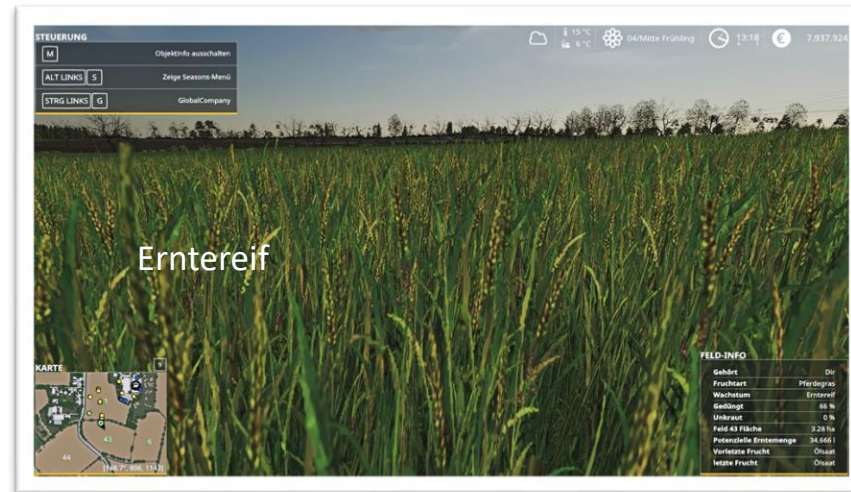 STEUERUNG
M Objektinfo ausschalten
ALT LINKS S Zeige Seasons-Menü
STRG LINKS G GlobalCompany
15 °C
6 °C
04/Mitte Frühling
13:18
€ 7.937.924
Erntereif
KARTE
43
44
FELD-INFO
Gehört Dir
Fruchtart Pferdegras
Wachstum Erntereif
Gedüngt 66 %
Unkraut 0 %
Feld 43 Fläche 3.28 ha
Potenzielle Erntemenge 34.666 l
Vorletzte Frucht Ölsaat
letzte Frucht Ölsaat